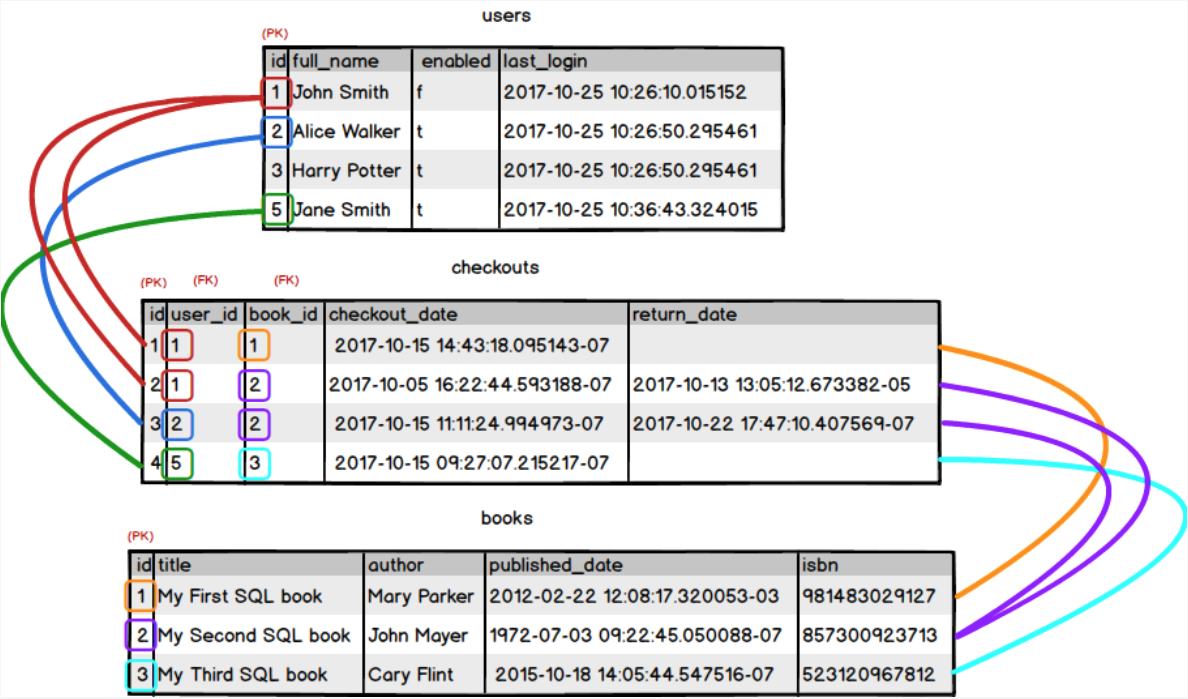 users
(PK)
id full_name enabled last_login
1 John Smith f 2017-10-25 10:26:10.015152
2 Alice Walker t 2017-10-25 10:26:50.295461
3 Harry Potter t 2017-10-25 10:26:50.295461
5 Jane Smith t 2017-10-25 10:36:43.324015
checkouts
(PK) (FK) (FK)
id user_id book_id checkout_date return_date
1 1 1 2017-10-15 14:43:18.095143-07
2 1 2 2017-10-05 16:22:44.593188-07 2017-10-13 13:05:12.673382-05
3 2 2 2017-10-15 11:11:24.994973-07 2017-10-22 17:47:10.407569-07
4 5 3 2017-10-15 09:27:07.215217-07
books
(PK)
id title author published_date isbn
1 My First SQL book Mary Parker 2012-02-22 12:08:17.320053-03 981483029127
2 My Second SQL book John Mayer 1972-07-03 09:22:45.050088-07 857300923713
3 My Third SQL book Cary Flint 2015-10-18 14:05:44.547516-07 523120967812